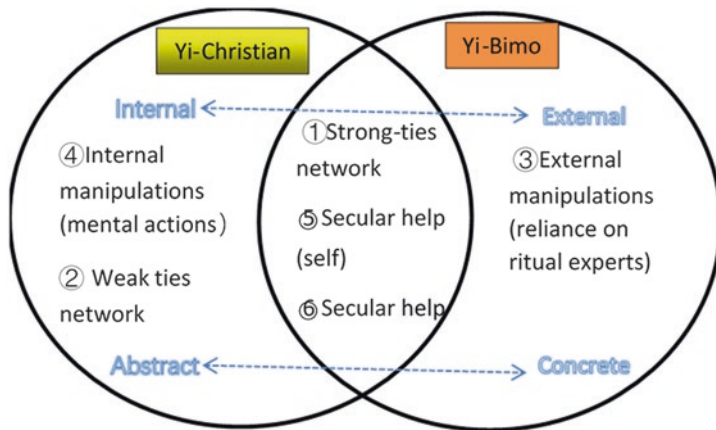 Yi-Christian
Yi-Bimo
Internal
External
④Internal
manipulations
(mental actions)
② Weak ties
network
①Strong-ties
network
⑤Secular help
(self)
⑥Secular help
③External
manipulations
(reliance on
ritual experts)
Abstract
Concrete